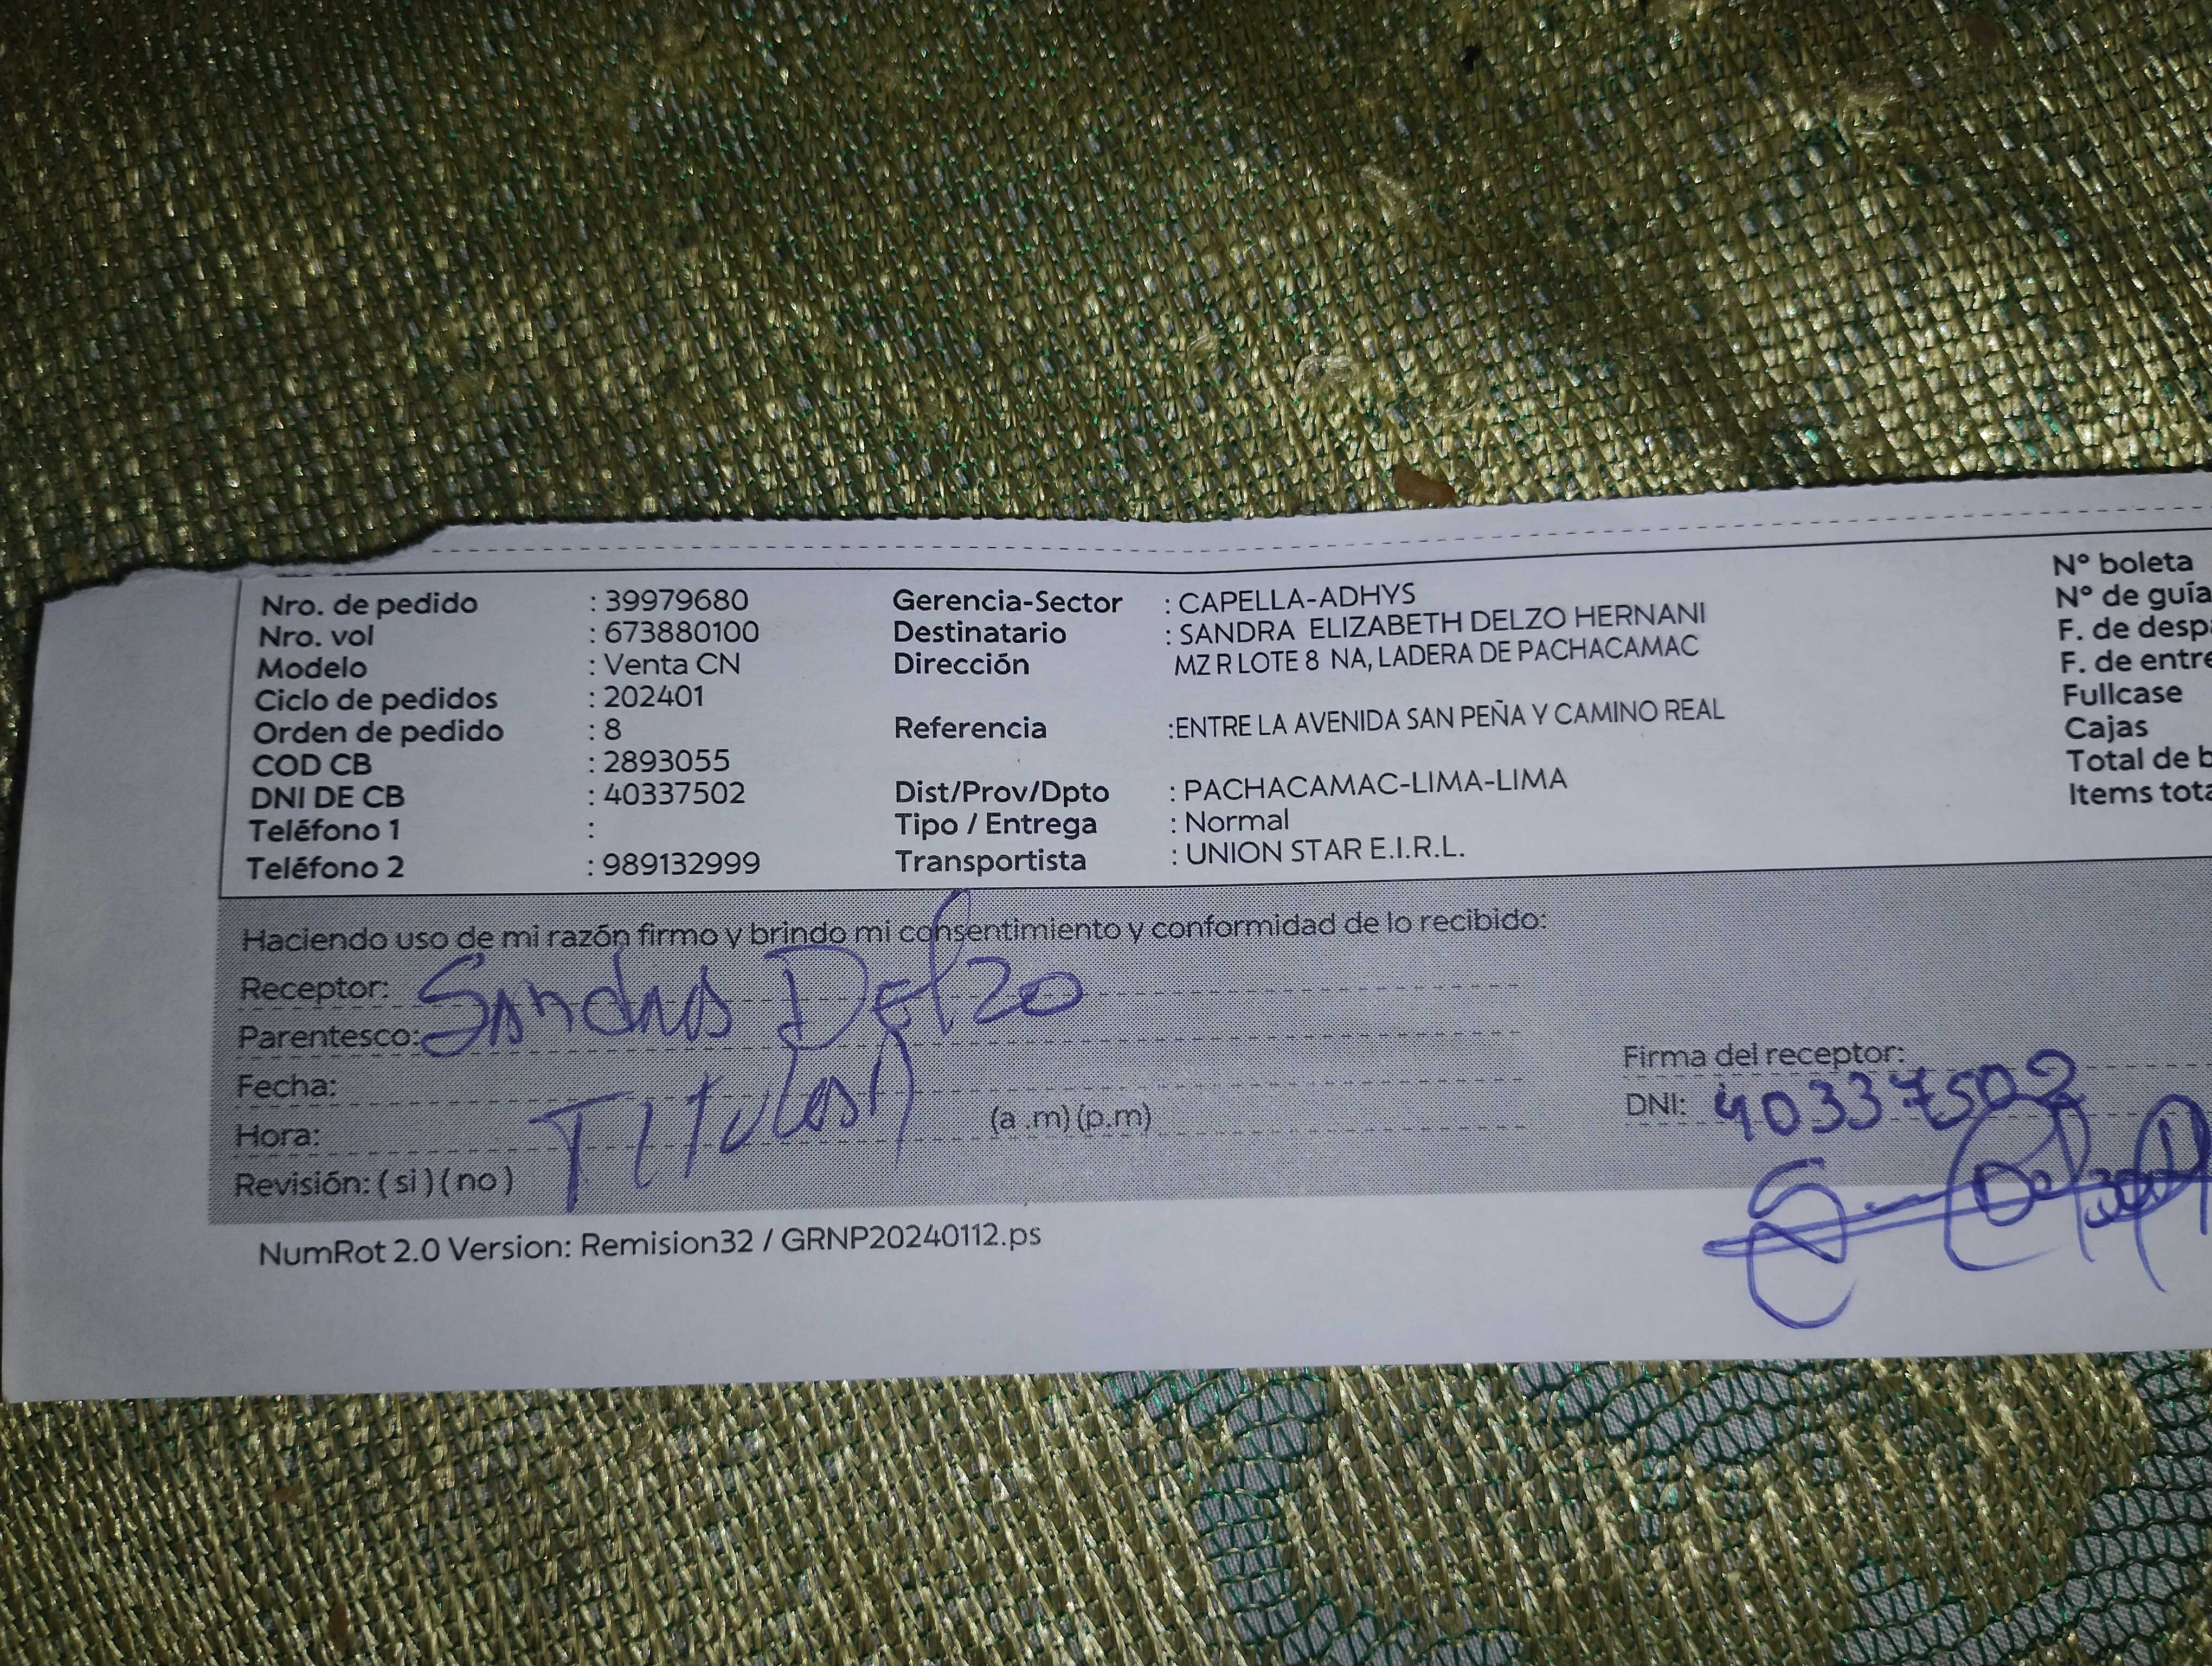 Nro. de pedido : 39979680 Gerencia-Sector : CAPELLA-ADHYS Nº boleta
Nro. vol : 673880100 Destinatario : SANDRA ELIZABETH DELZO HERNANI Nº de guía
Modelo : Venta CN Dirección MZ R LOTE 8 NA, LADERA DE PACHACAMAC F. de desp
Ciclo de pedidos : 202401 F. de entre
Orden de pedido : 8 Referencia :ENTRE LA AVENIDA SAN PEÑA Y CAMINO REAL Fullcase
COD CB : 2893055 Cajas
DNI DE CB : 40337502 Dist/Prov/Dpto : PACHACAMAC-LIMA-LIMA Total de b
Teléfono 1 : Tipo / Entrega : Normal Items tota
Teléfono 2 : 989132999 Transportista : UNION STAR E.I.R.L.
Haciendo uso de mi razón firmo y brindo mi consentimiento y conformidad de lo recibido:
Receptor: Sandra Delzo
Parentesco:
Firma del receptor:
Fecha:
DNI: 40337502
Hora: Titular (a .m) (p.m)
Revisión: ( si ) ( no )
NumRot 2.0 Version: Remision32 / GRNP20240112.ps